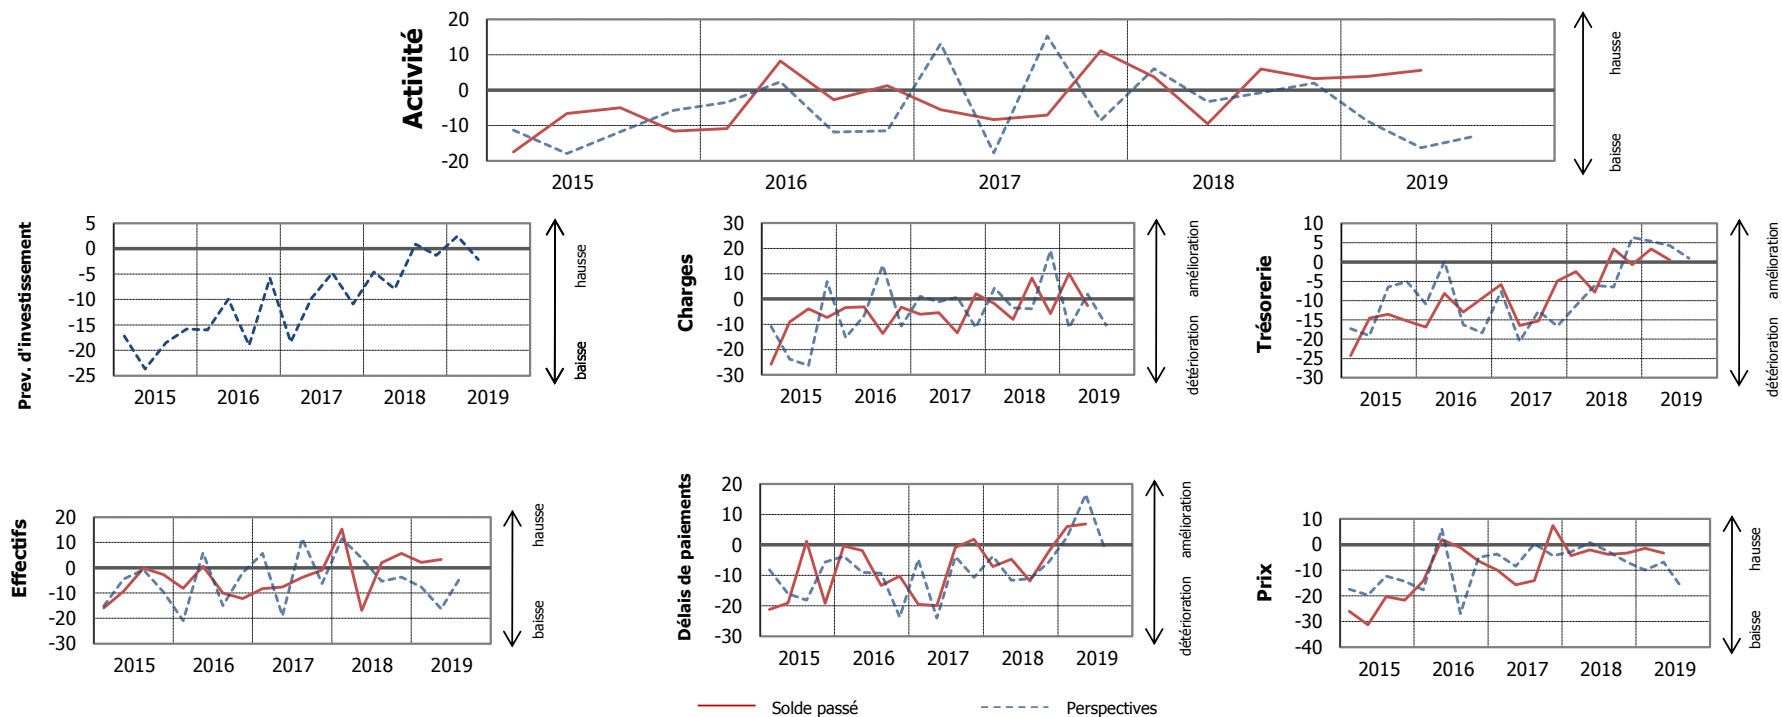 Activité
20
10
0
-10
-20
2015 2016 2017 2018 2019
hausse
baisse
Prev. d'investissement
5
0
-5
-10
-15
-20
-25
2015 2016 2017 2018 2019
hausse
baisse
Charges
30
20
10
0
-10
-20
-30
2015 2016 2017 2018 2019
amélioration
détérioration
Trésorerie
10
5
0
-5
-10
-15
-20
-25
-30
2015 2016 2017 2018 2019
amélioration
détérioration
Effectifs
20
10
0
-10
-20
-30
2015 2016 2017 2018 2019
hausse
baisse
Délais de paiements
20
10
0
-10
-20
-30
2015 2016 2017 2018 2019
amélioration
détérioration
Prix
10
0
-10
-20
-30
-40
2015 2016 2017 2018 2019
hausse
baisse
Solde passé Perspectives